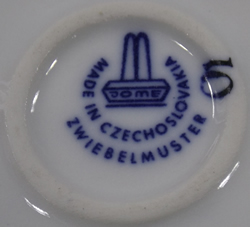 DOME
MADE IN CZECHOSLOVAKIA
ZWIEBELMUSTER
5